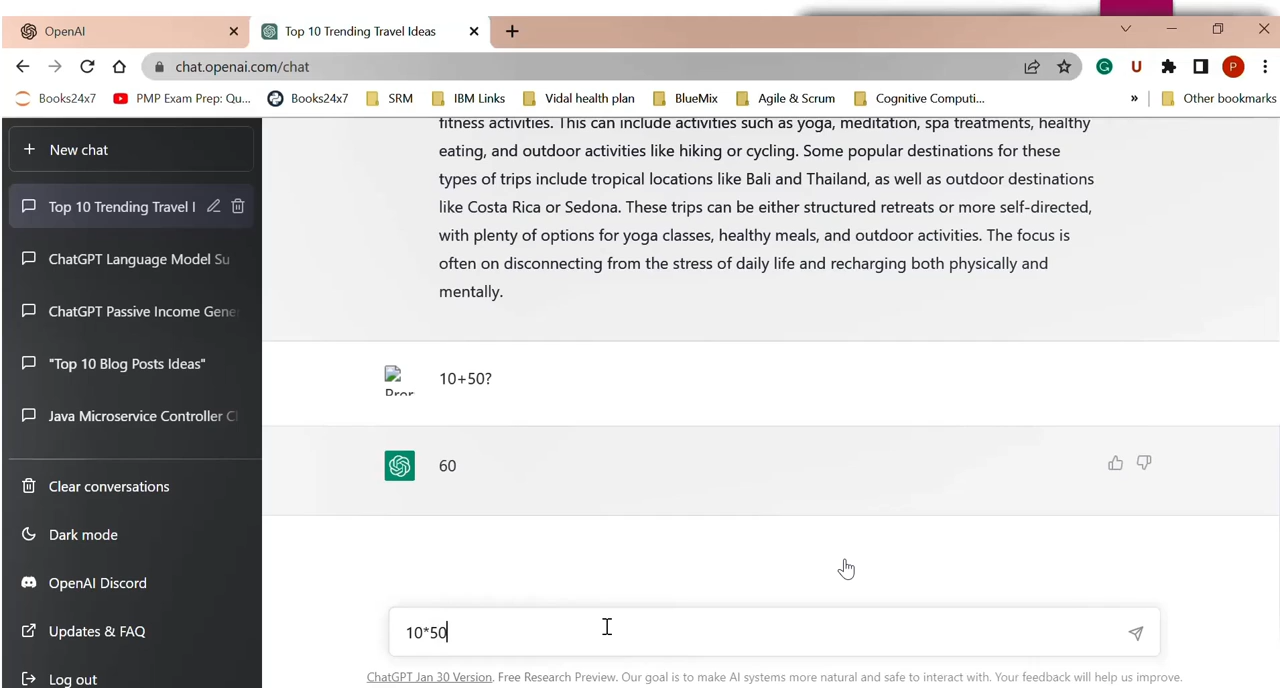 OpenAI
Top 10 Trending Travel Ideas
chat.openai.com/chat
P
Books24x7
PMP Exam Prep: Qu...
Books24x7
SRM
IBM Links
Vidal health plan
BlueMix
Agile & Scrum
Cognitive Computi...
»
Other bookmarks
New chat
Top 10 Trending Travel I
ChatGPT Language Model Su
ChatGPT Passive Income Gene
"Top 10 Blog Posts Ideas"
Java Microservice Controller C
Clear conversations
Dark mode
OpenAI Discord
Updates & FAQ
Log out
fitness activities. This can include activities such as yoga, meditation, spa treatments, healthy
eating, and outdoor activities like hiking or cycling. Some popular destinations for these
types of trips include tropical locations like Bali and Thailand, as well as outdoor destinations
like Costa Rica or Sedona. These trips can be either structured retreats or more self-directed,
with plenty of options for yoga classes, healthy meals, and outdoor activities. The focus is
often on disconnecting from the stress of daily life and recharging both physically and
mentally.
10+50?
60
10*50
ChatGPT Jan 30 Version. Free Research Preview. Our goal is to make AI systems more natural and safe to interact with. Your feedback will help us improve.